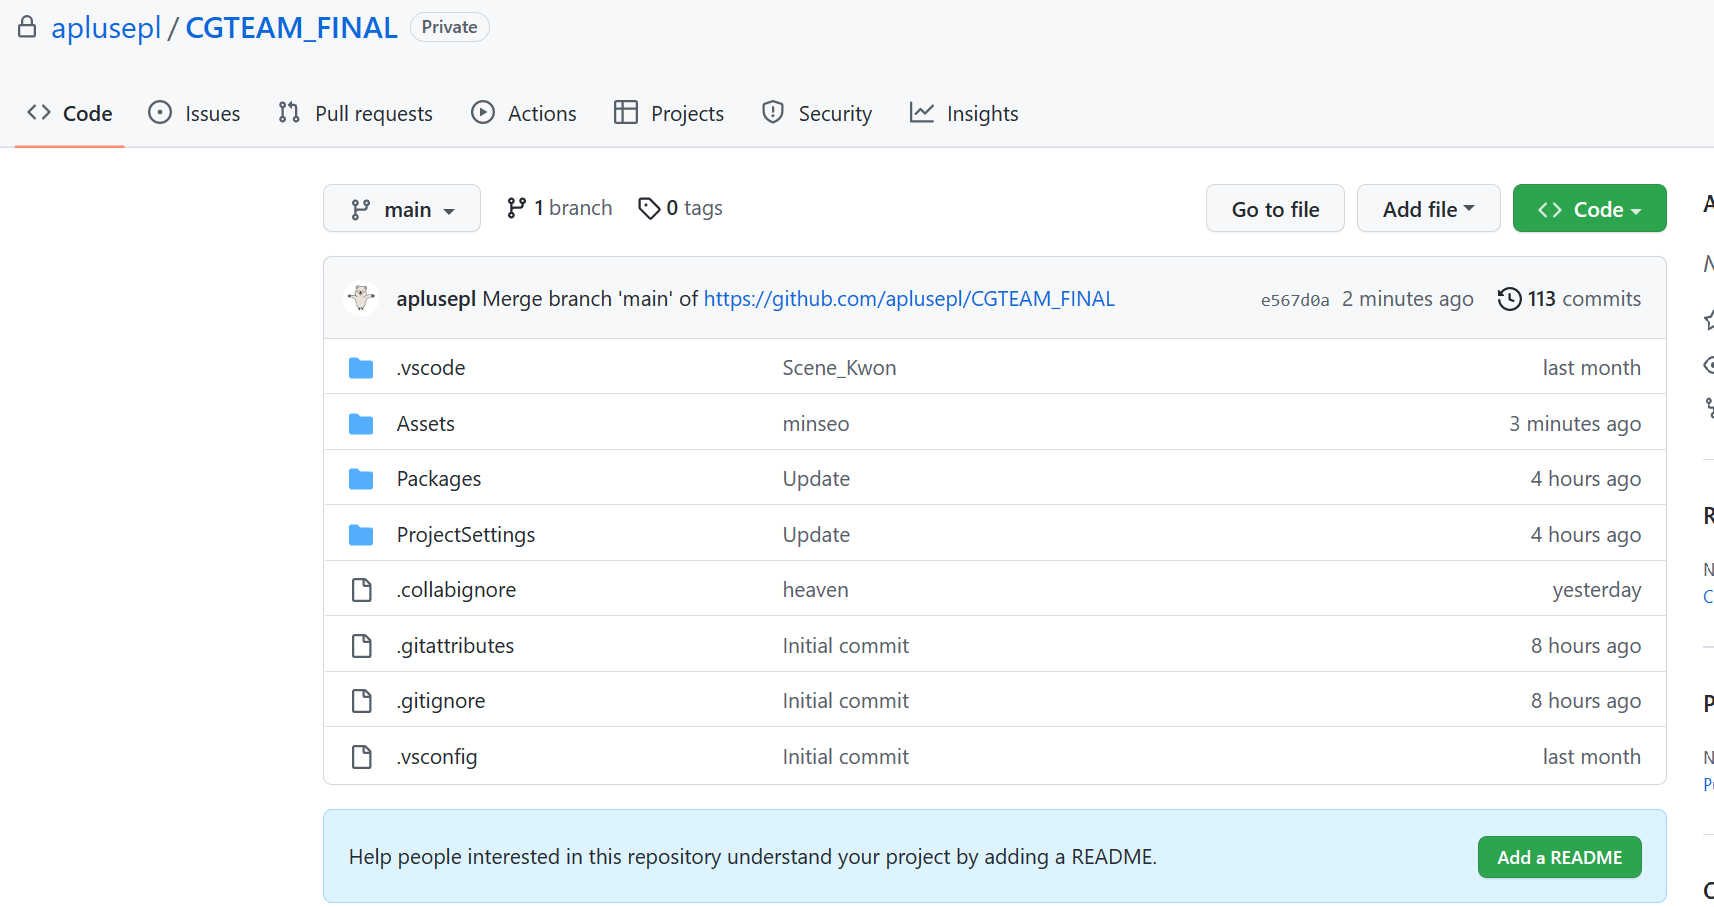 aplusepl / CGTEAM_FINAL Private
Code Issues Pull requests Actions Projects Security Insights
main 1 branch 0 tags Go to file Add file Code
aplusepl Merge branch 'main' of https://github.com/aplusepl/CGTEAM_FINAL e567d0a 2 minutes ago 113 commits
.vscode Scene_Kwon last month
Assets minseo 3 minutes ago
Packages Update 4 hours ago
ProjectSettings Update 4 hours ago
.collabignore heaven yesterday
.gitattributes Initial commit 8 hours ago
.gitignore Initial commit 8 hours ago
.vsconfig Initial commit last month
Help people interested in this repository understand your project by adding a README. Add a README